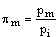 π_m = p_m / p_i